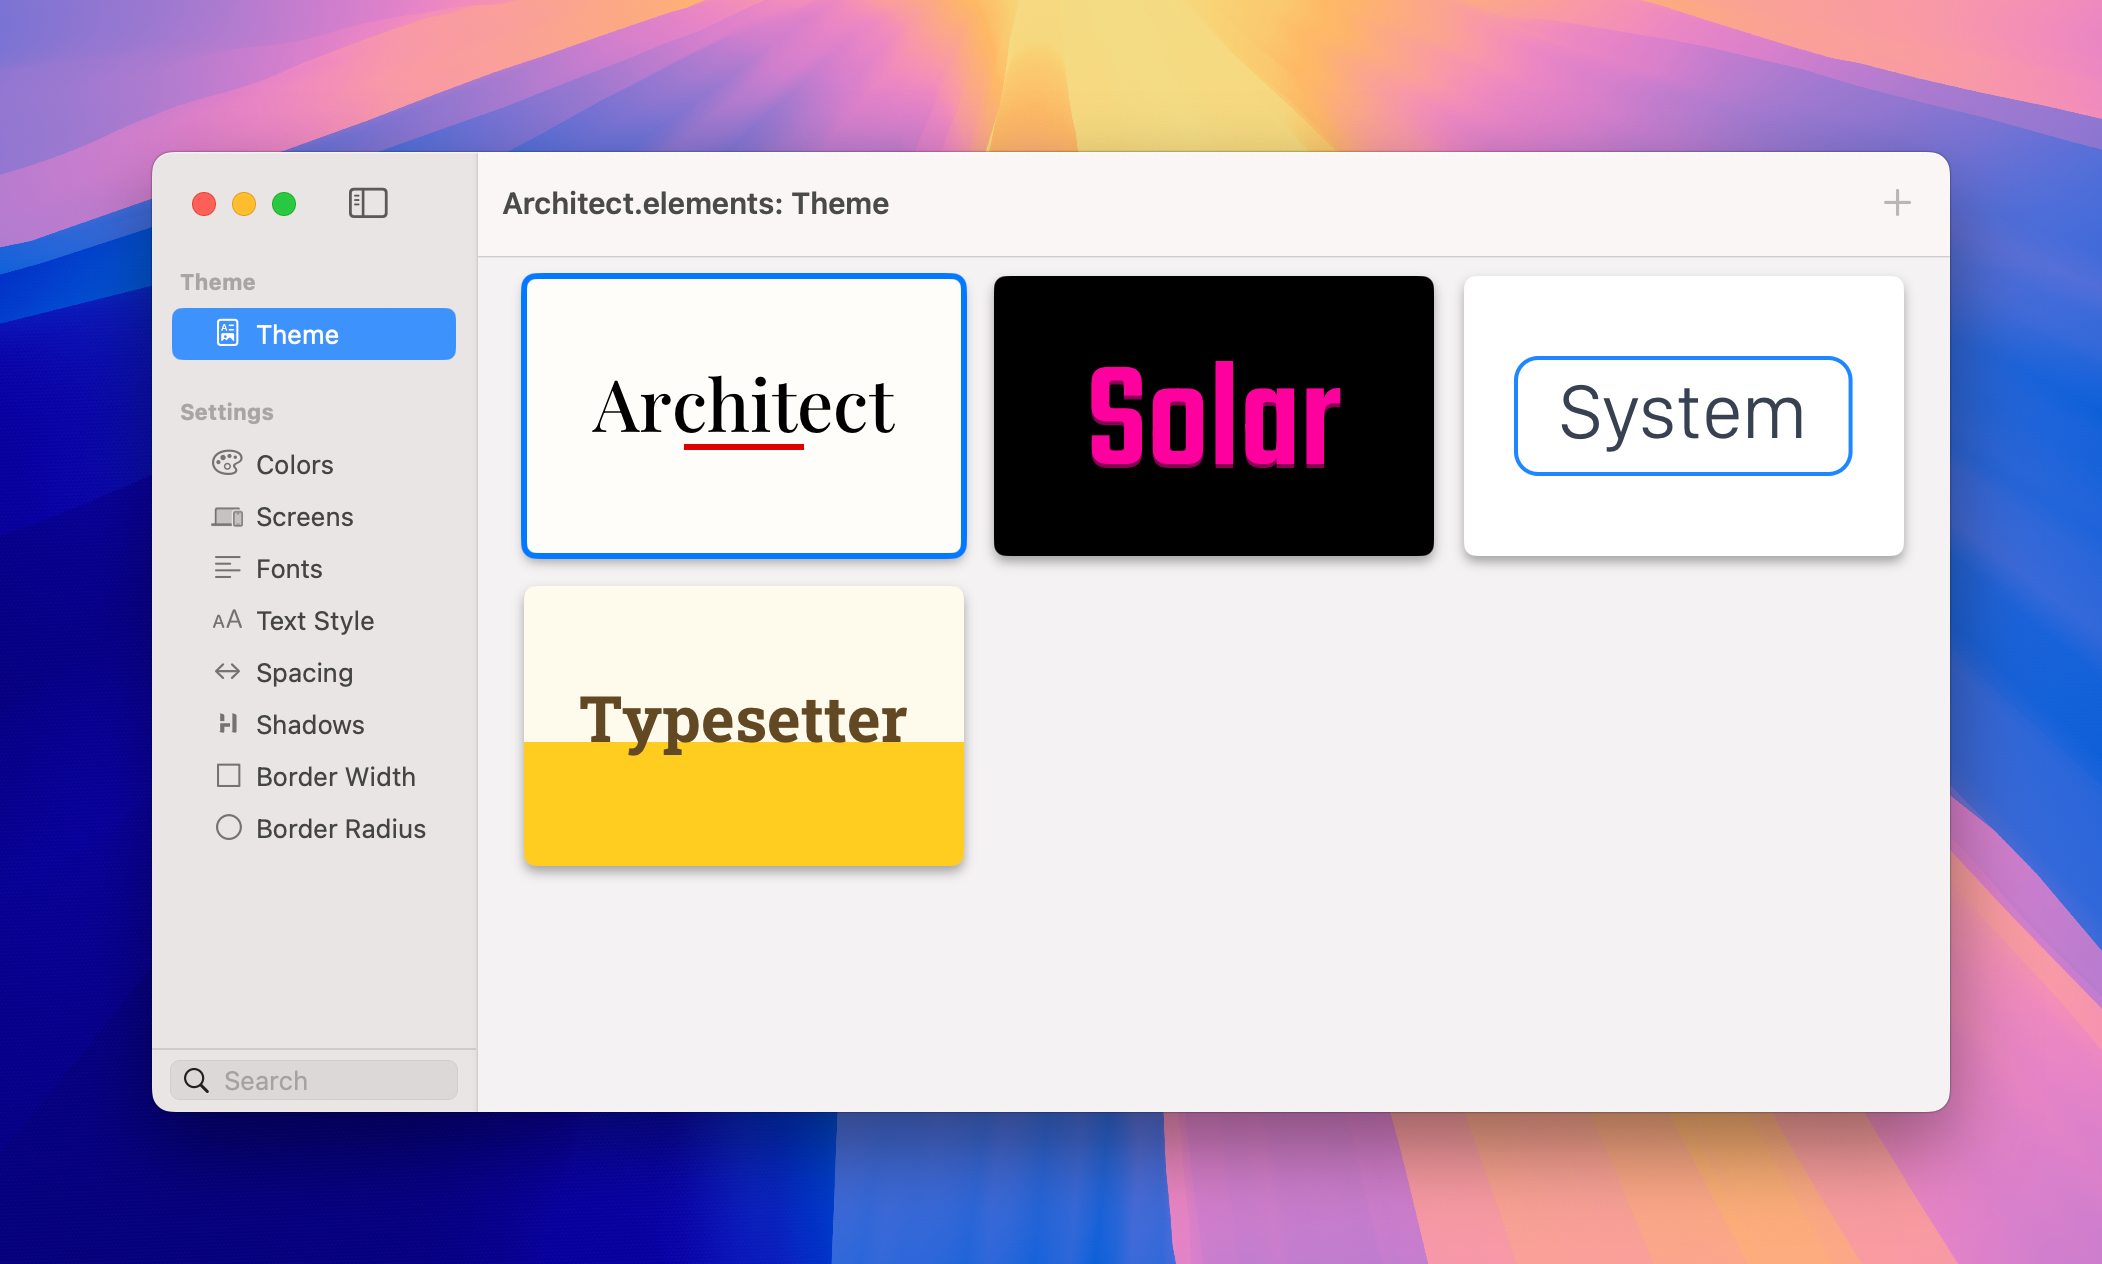 Architect.elements: Theme
Theme
Theme
Settings
Colors
Screens
Fonts
Text Style
Spacing
Shadows
Border Width
Border Radius
Search
Architect
Solar
System
Typesetter